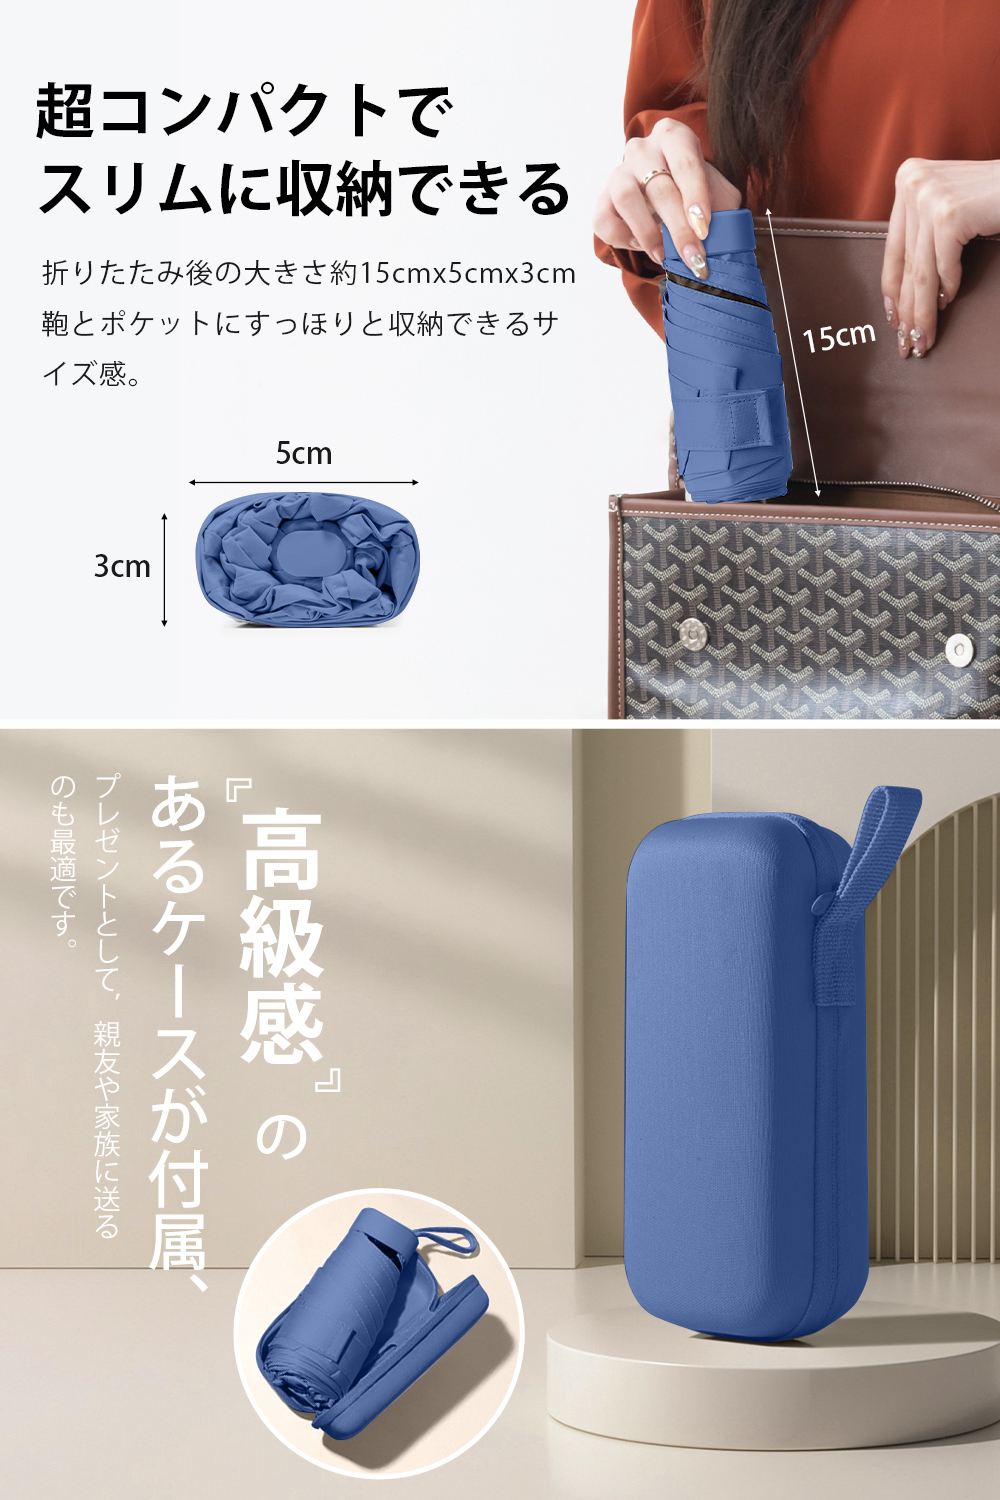 超コンパクトで
スリムに収納できる
折りたたみ後の大きさ約15cmx5cmx3cm
鞄とポケットにすっほりと収納できるサ
イズ感。
15cm
5cm
3cm
『高級感』の
あるケースが付属、
プレゼントとして, 親友や家族に送る
のも最適です。